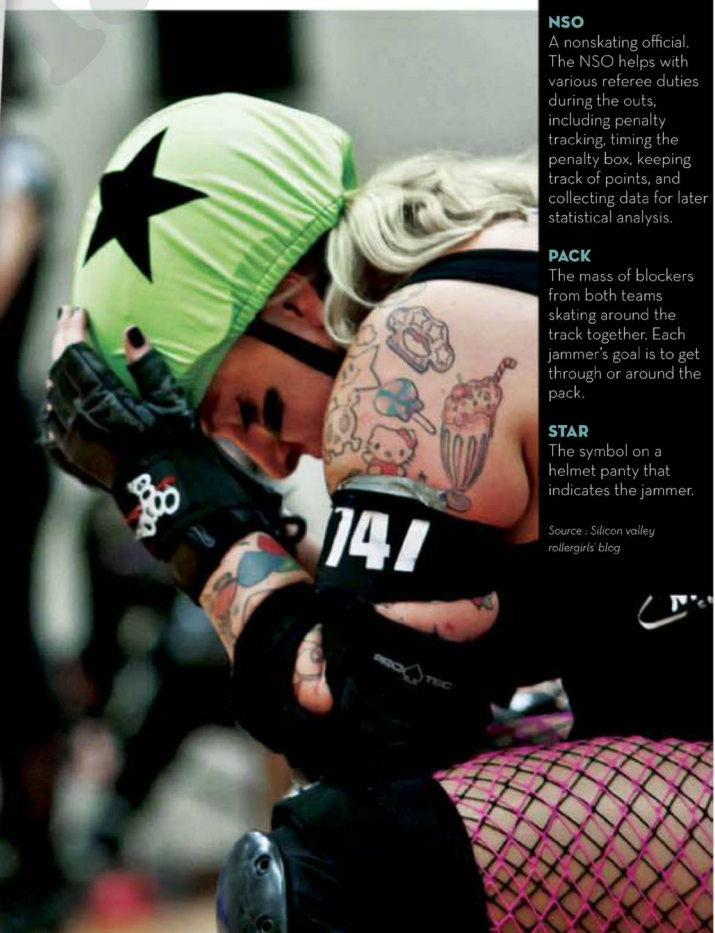 NSO
A nonskating official.
The NSO helps with
various referee duties
during the outs,
including penalty
tracking, timing the
penalty box, keeping
track of points, and
collecting data for later
statistical analysis.
PACK
The mass of blockers
from both teams
skating around the
track together. Each
jammer's goal is to get
through or around the
pack.
STAR
The symbol on a
helmet panty that
indicates the jammer.
Source : Silicon valley
rollergirls' blog
PRO TEC